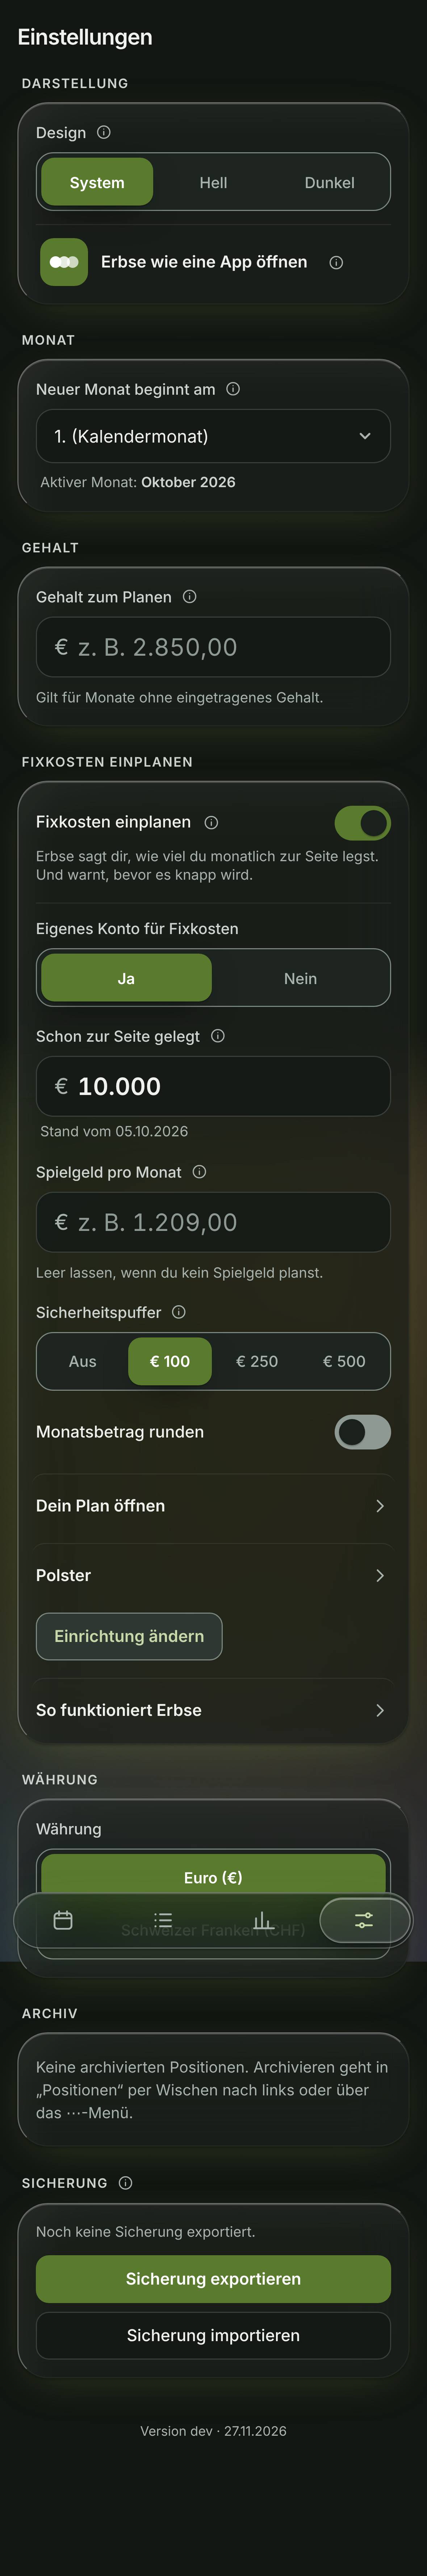 Einstellungen
DARSTELLUNG
Design
System
Hell
Dunkel
Erbse wie eine App öffnen
MONAT
Neuer Monat beginnt am
1. (Kalendermonat)
Aktiver Monat: Oktober 2026
GEHALT
Gehalt zum Planen
€ z. B. 2.850,00
Gilt für Monate ohne eingetragenes Gehalt.
FIXKOSTEN EINPLANEN
Fixkosten einplanen
Erbse sagt dir, wie viel du monatlich zur Seite legst.
Und warnt, bevor es knapp wird.
Eigenes Konto für Fixkosten
Ja
Nein
Schon zur Seite gelegt
€ 10.000
Stand vom 05.10.2026
Spielgeld pro Monat
€ z. B. 1.209,00
Leer lassen, wenn du kein Spielgeld planst.
Sicherheitspuffer
Aus
€ 100
€ 250
€ 500
Monatsbetrag runden
Dein Plan öffnen
Polster
Einrichtung ändern
So funktioniert Erbse
WÄHRUNG
Währung
Euro (€)
Schweizer Franken (CHF)
ARCHIV
Keine archivierten Positionen. Archivieren geht in
„Positionen“ per Wischen nach links oder über
das ···-Menü.
SICHERUNG
Noch keine Sicherung exportiert.
Sicherung exportieren
Sicherung importieren
Version dev · 27.11.2026